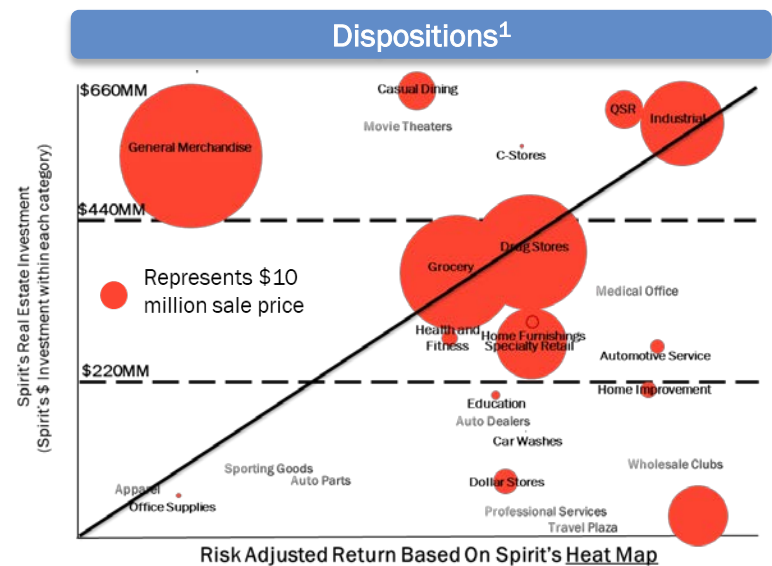 Dispositions¹
$660MM
Casual Dining
QSR
Industrial
Movie Theaters
General Merchandise
C-Stores
$440MM
Drug Stores
Grocery
Represents $10
million sale price
Medical Office
Health and
Fitness
Home Furnishings
Specialty Retail
Automotive Service
$220MM
Home Improvement
Education
Auto Dealers
Car Washes
Sporting Goods
Auto Parts
Wholesale Clubs
Dollar Stores
Apparel
Office Supplies
Professional Services
Travel Plaza
Spirit's Real Estate Investment
(Spirit's $ Investment within each category)
Risk Adjusted Return Based On Spirit's Heat Map